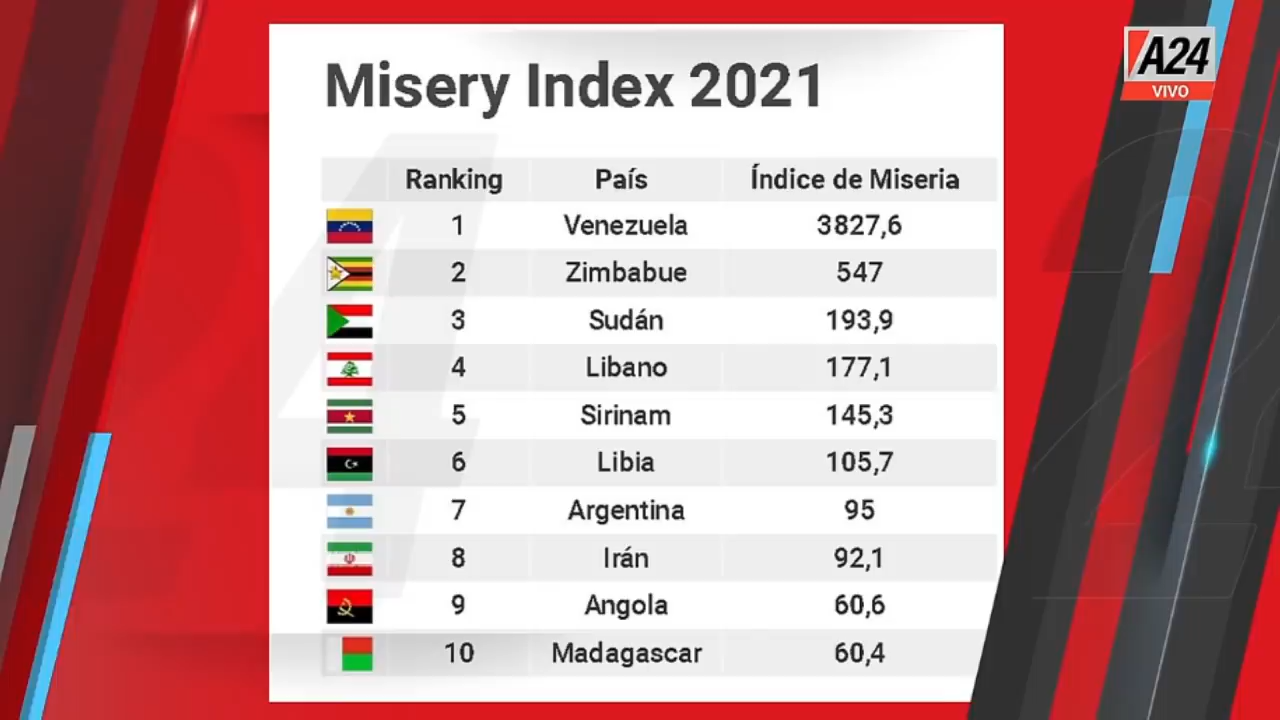 Misery Index 2021
A24
VIVO
Ranking País Índice de Miseria
1 Venezuela 3827,6
2 Zimbabue 547
3 Sudán 193,9
4 Libano 177,1
5 Sirinam 145,3
6 Libia 105,7
7 Argentina 95
8 Irán 92,1
9 Angola 60,6
10 Madagascar 60,4